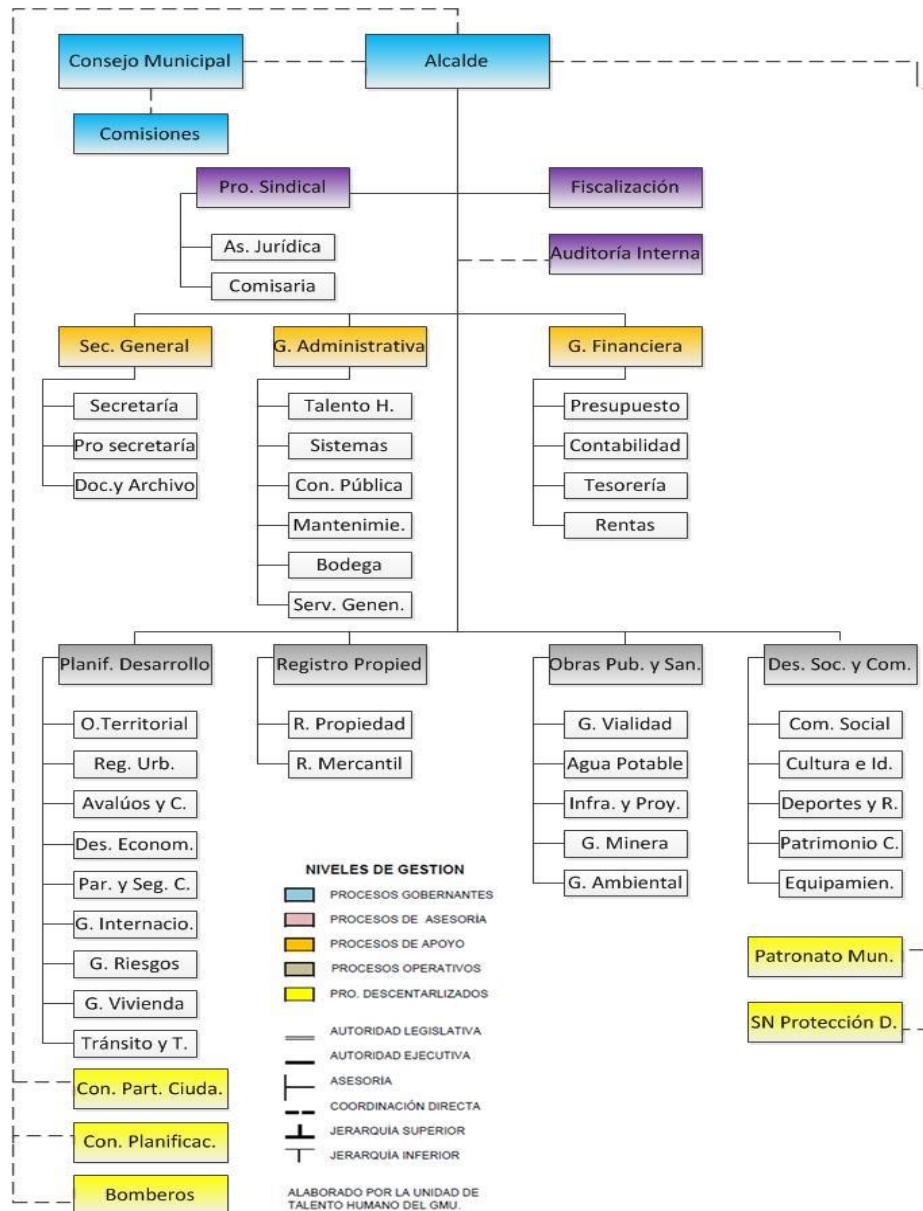 Consejo Municipal
Alcalde
Comisiones
Pro. Sindical
Fiscalización
As. Jurídica
Auditoría Interna
Comisaria
Sec. General
G. Administrativa
G. Financiera
Secretaría
Pro secretaría
Doc.y Archivo
Talento H.
Sistemas
Con. Pública
Mantenimie.
Bodega
Serv. Genen.
Presupuesto
Contabilidad
Tesorería
Rentas
Planif. Desarrollo
Registro Propied
Obras Pub. y San.
Des. Soc. y Com.
O.Territorial
Reg. Urb.
Avalúos y C.
Des. Econom.
Par. y Seg. C.
G. Internacio.
G. Riesgos
G. Vivienda
Tránsito y T.
R. Propiedad
R. Mercantil
G. Vialidad
Agua Potable
Infra. y Proy.
G. Minera
G. Ambiental
Com. Social
Cultura e Id.
Deportes y R.
Patrimonio C.
Equipamien.
Patronato Mun.
SN Protección D.
Con. Part. Ciuda.
Con. Planificac.
Bomberos
NIVELES DE GESTION
PROCESOS GOBERNANTES
PROCESOS DE ASESORÍA
PROCESOS DE APOYO
PROCESOS OPERATIVOS
PRO. DESCENTARLIZADOS
AUTORIDAD LEGISLATIVA
AUTORIDAD EJECUTIVA
ASESORÍA
COORDINACIÓN DIRECTA
JERARQUÍA SUPERIOR
JERARQUÍA INFERIOR
ALABORADO POR LA UNIDAD DE
TALENTO HUMANO DEL GMU.